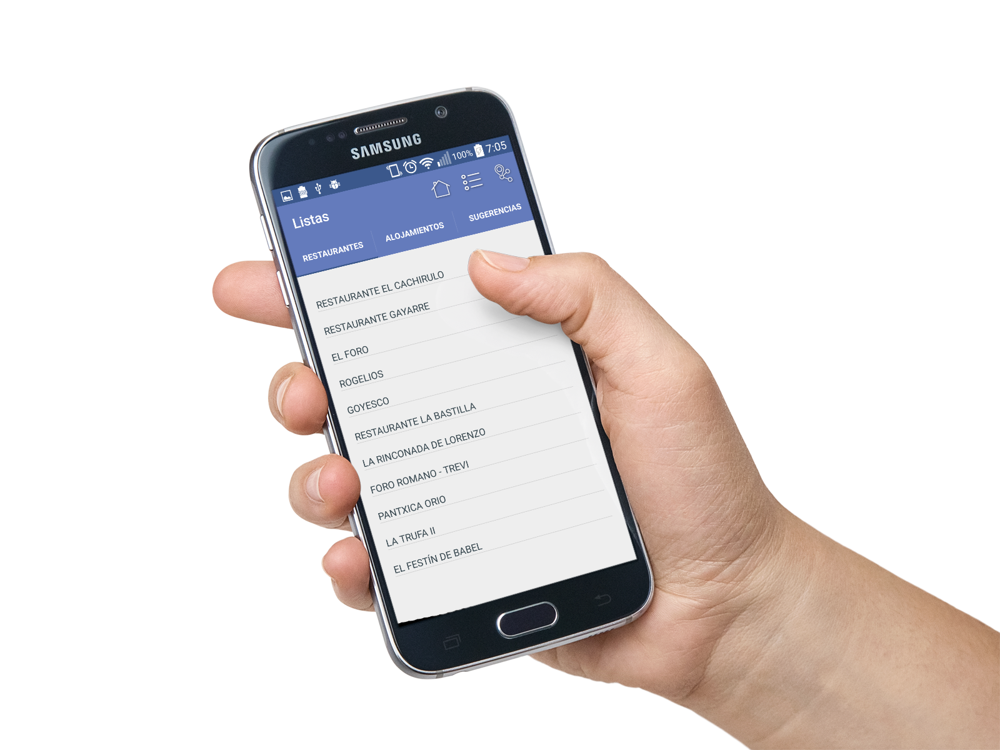 SAMSUNG
100% 7:05
Listas
RESTAURANTES ALOJAMIENTOS SUGERENCIAS
RESTAURANTE EL CACHIRULO
RESTAURANTE GAYARRE
EL FORO
ROGELIOS
GOYESCO
RESTAURANTE LA BASTILLA
LA RINCONADA DE LORENZO
FORO ROMANO - TREVI
PANTXICA ORIO
LA TRUFA II
EL FESTÍN DE BABEL